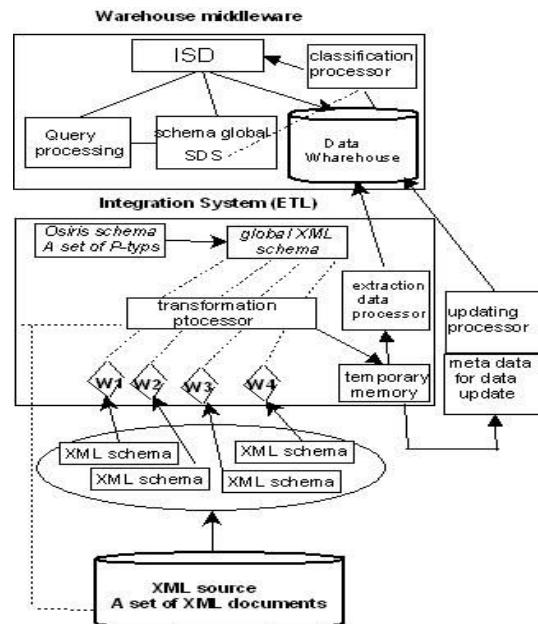 Warehouse middleware
ISD
classification
processor
Query
processing
schema global
SDS
Data
Wharehouse
Integration System (ETL)
Osiris schema
A set of P-typs
global XML
schema
extraction
data
processor
updating
processor
transformation
ptocessor
W1
W2
W3
W4
temporary
memory
meta data
for data
update
XML schema
XML schema
XML schema
XML schema
XML source
A set of XML documents